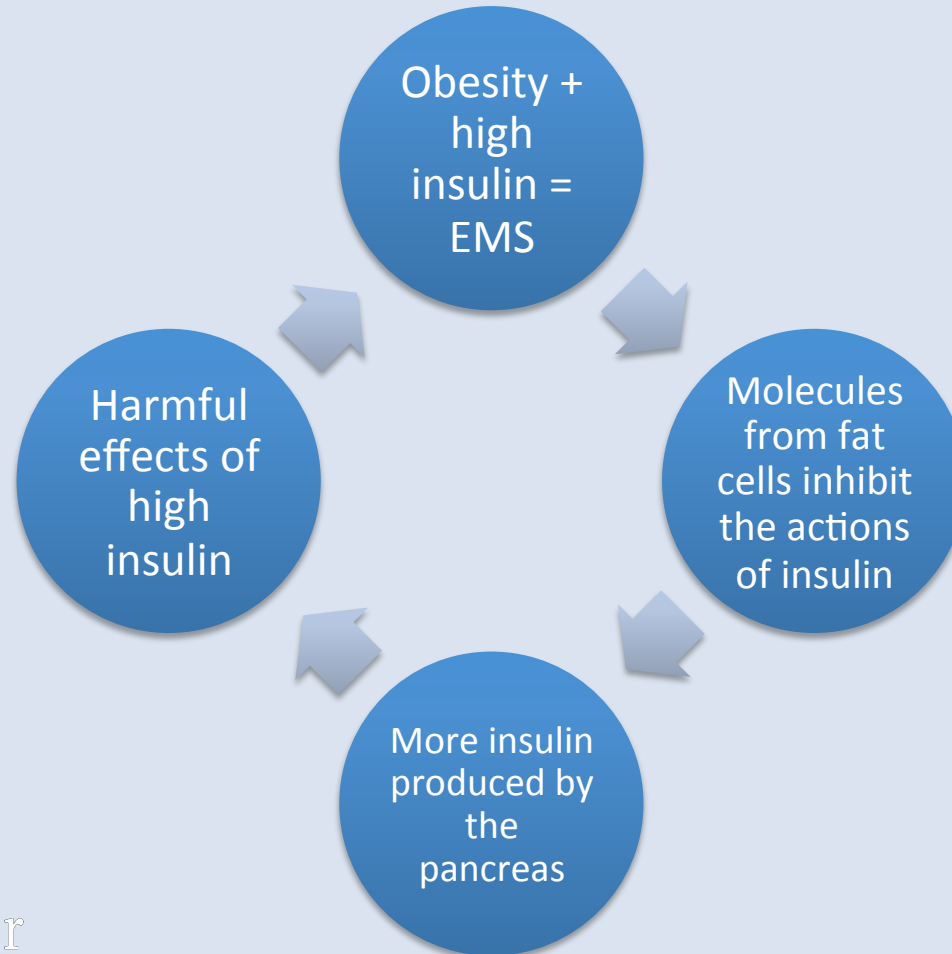 Obesity +
high
insulin =
EMS
Molecules
from fat
cells inhibit
the actions
of insulin
More insulin
produced by
the
pancreas
Harmful
effects of
high
insulin
r